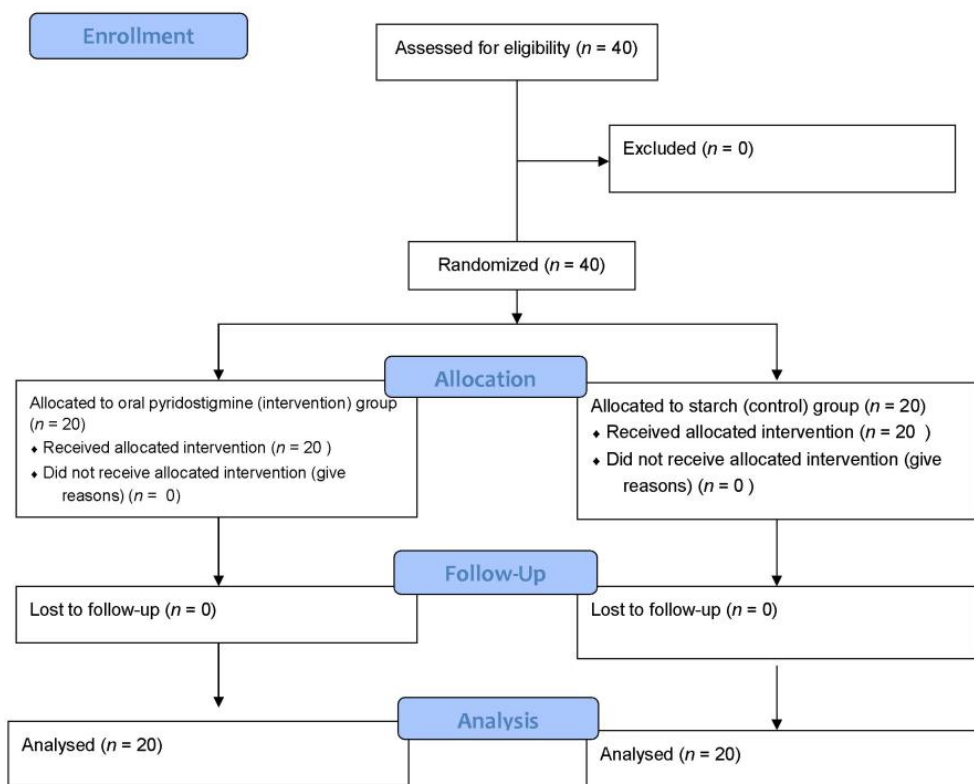 Enrollment
Assessed for eligibility (n = 40)
Excluded (n = 0)
Randomized (n = 40)
Allocation
Allocated to oral pyridostigmine (intervention) group
(n = 20)
♦ Received allocated intervention (n = 20 )
♦ Did not receive allocated intervention (give
reasons) (n =  0)
Allocated to starch (control) group (n = 20)
♦ Received allocated intervention (n = 20  )
♦ Did not receive allocated intervention (give
reasons) (n = 0 )
Follow-Up
Lost to follow-up (n = 0)
Lost to follow-up (n = 0)
Analysis
Analysed (n = 20)
Analysed (n = 20)